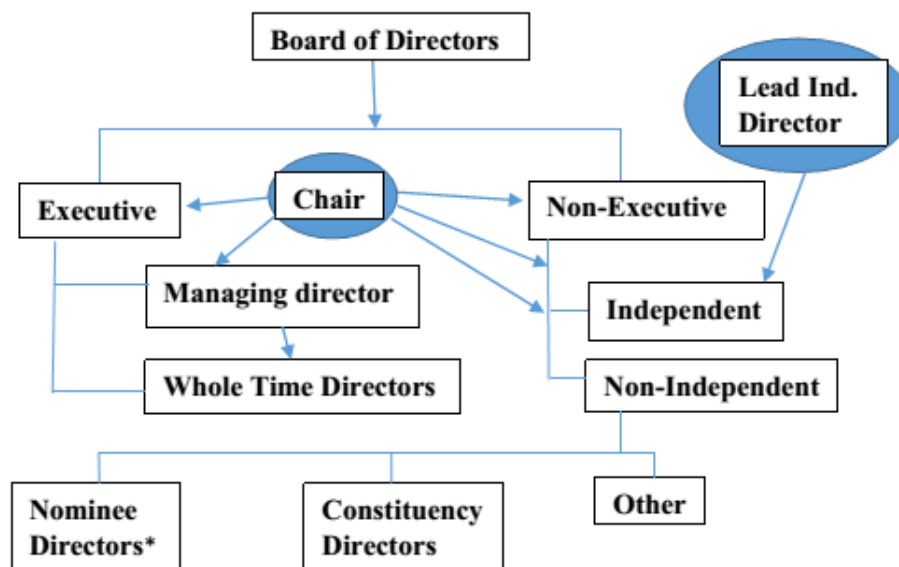 Board of Directors
Lead Ind.
Director
Executive
Chair
Non-Executive
Managing director
Independent
Whole Time Directors
Non-Independent
Nominee
Directors*
Constituency
Directors
Other